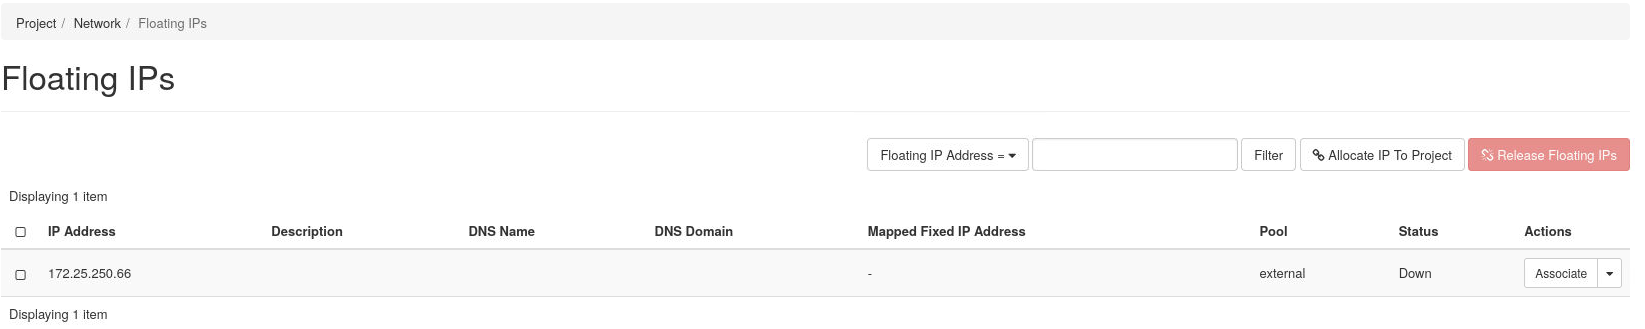 Project / Network / Floating IPs
Floating IPs
Floating IP Address = Filter Allocate IP To Project Release Floating IPs
Displaying 1 item
IP Address Description DNS Name DNS Domain Mapped Fixed IP Address Pool Status Actions
172.25.250.66 - external Down Associate
Displaying 1 item